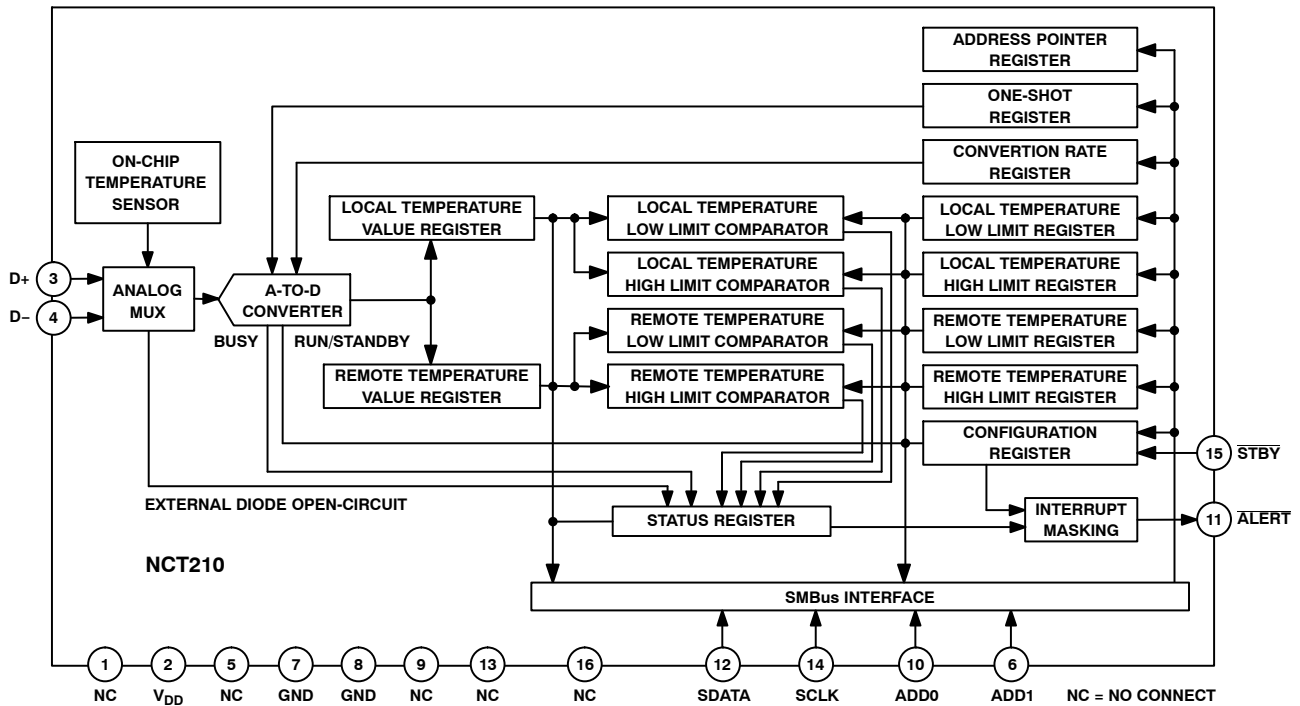 ADDRESS POINTER
REGISTER
ONE-SHOT
REGISTER
CONVERTION RATE
REGISTER
ON-CHIP
TEMPERATURE
SENSOR
LOCAL TEMPERATURE
VALUE REGISTER
LOCAL TEMPERATURE
LOW LIMIT COMPARATOR
LOCAL TEMPERATURE
LOW LIMIT REGISTER
D+
3
D−
4
ANALOG
MUX
A-TO-D
CONVERTER
LOCAL TEMPERATURE
HIGH LIMIT COMPARATOR
LOCAL TEMPERATURE
HIGH LIMIT REGISTER
BUSY
RUN/STANDBY
REMOTE TEMPERATURE
LOW LIMIT COMPARATOR
REMOTE TEMPERATURE
LOW LIMIT REGISTER
REMOTE TEMPERATURE
VALUE REGISTER
REMOTE TEMPERATURE
HIGH LIMIT COMPARATOR
REMOTE TEMPERATURE
HIGH LIMIT REGISTER
CONFIGURATION
REGISTER
15
STBY
EXTERNAL DIODE OPEN-CIRCUIT
STATUS REGISTER
INTERRUPT
MASKING
11
ALERT
NCT210
SMBus INTERFACE
1
2
5
7
8
9
13
16
12
14
10
6
NC
VDD
NC
GND
GND
NC
NC
NC
SDATA
SCLK
ADD0
ADD1
NC = NO CONNECT